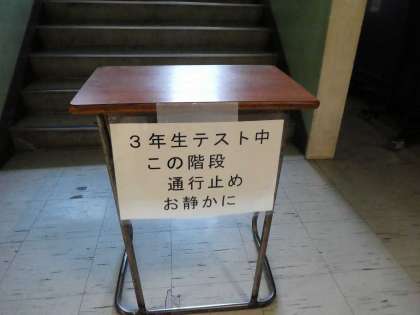 ３年生テスト中
この階段
通行止め
お静かに